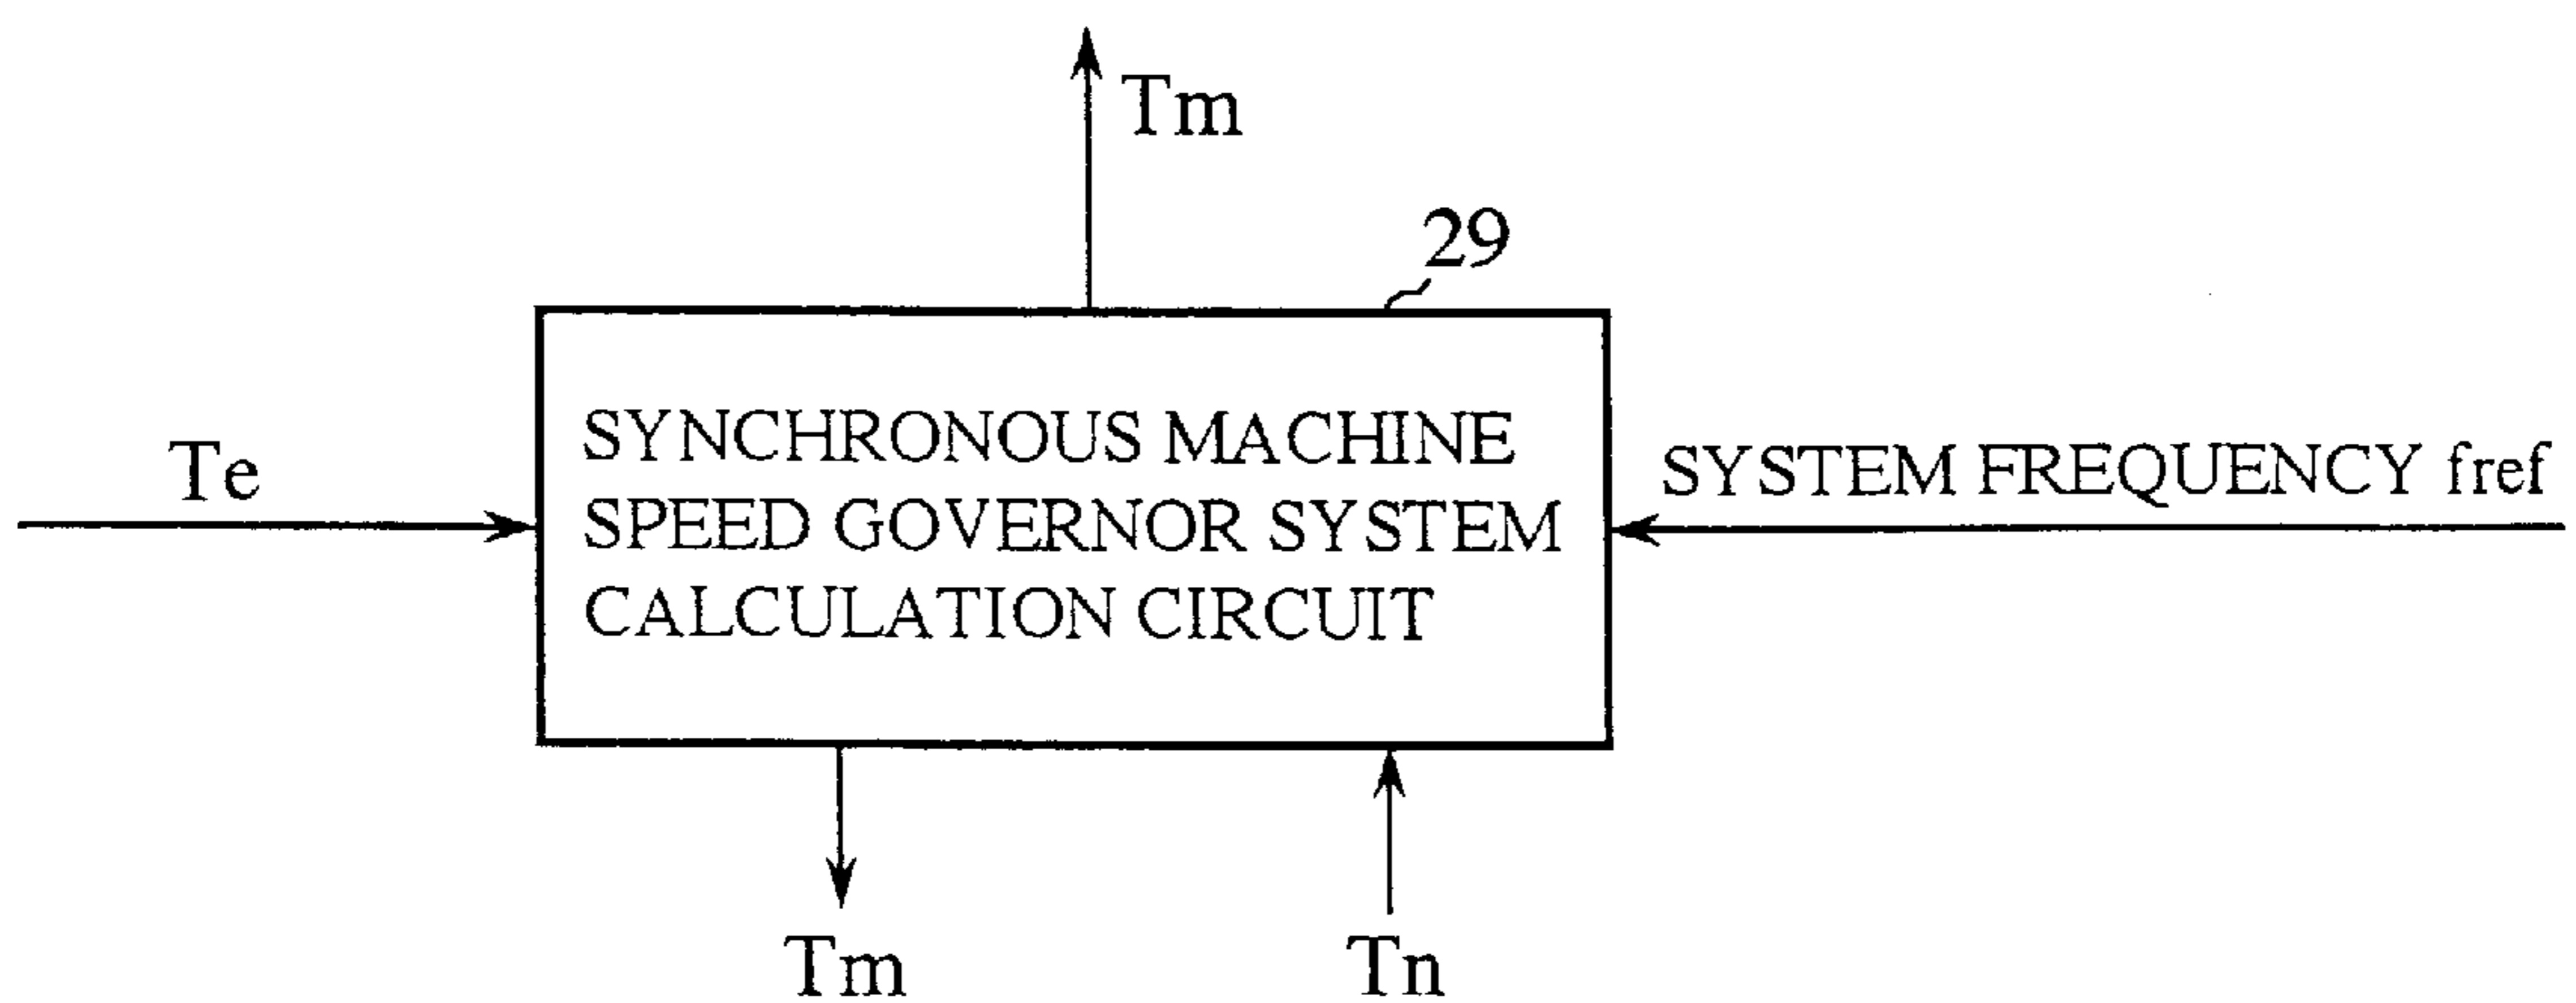 Tm
29
SYNCHRONOUS MACHINE
SPEED GOVERNOR SYSTEM
CALCULATION CIRCUIT
Te
SYSTEM FREQUENCY fref
Tm
Tn